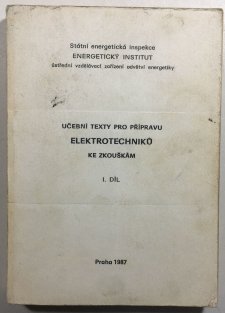 Státní energetická inspekce
ENERGETICKÝ INSTITUT
ústřední vzdělávací zařízení odvětví energetiky
UČEBNÍ TEXTY PRO PŘÍPRAVU
ELEKTROTECHNIKŮ
KE ZKOUŠKÁM
I. DÍL
Praha 1987